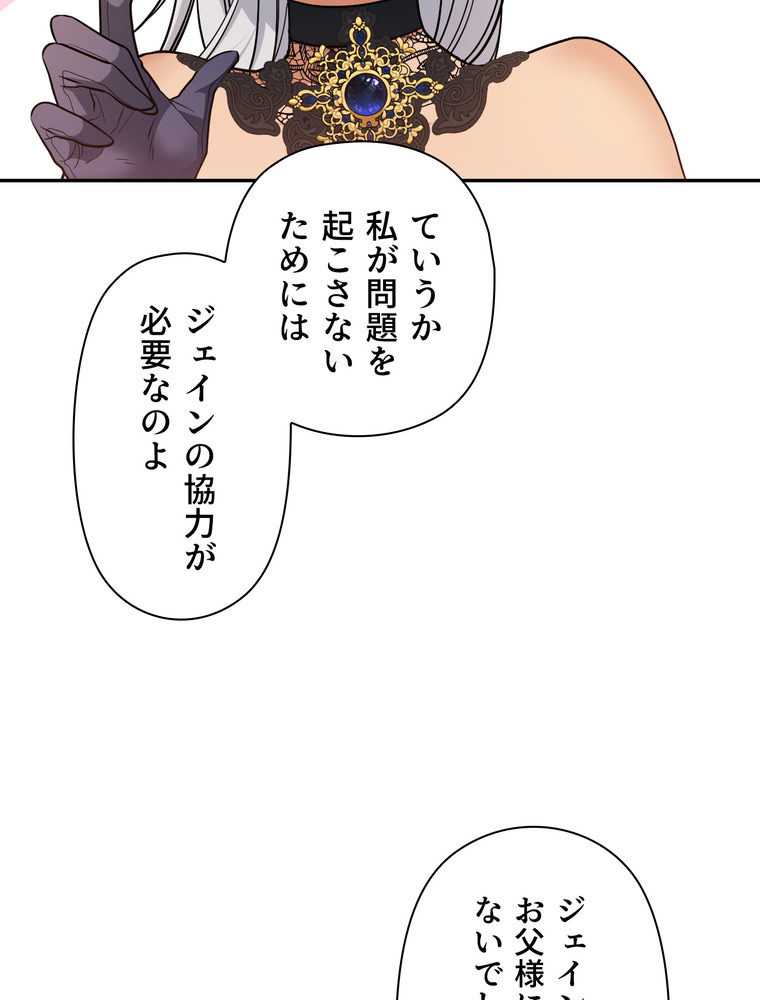 ていうか
私が問題を
起こさない
ためには
ジェインの協力が
必要なのよ
ジェイン
お父様に
ないで